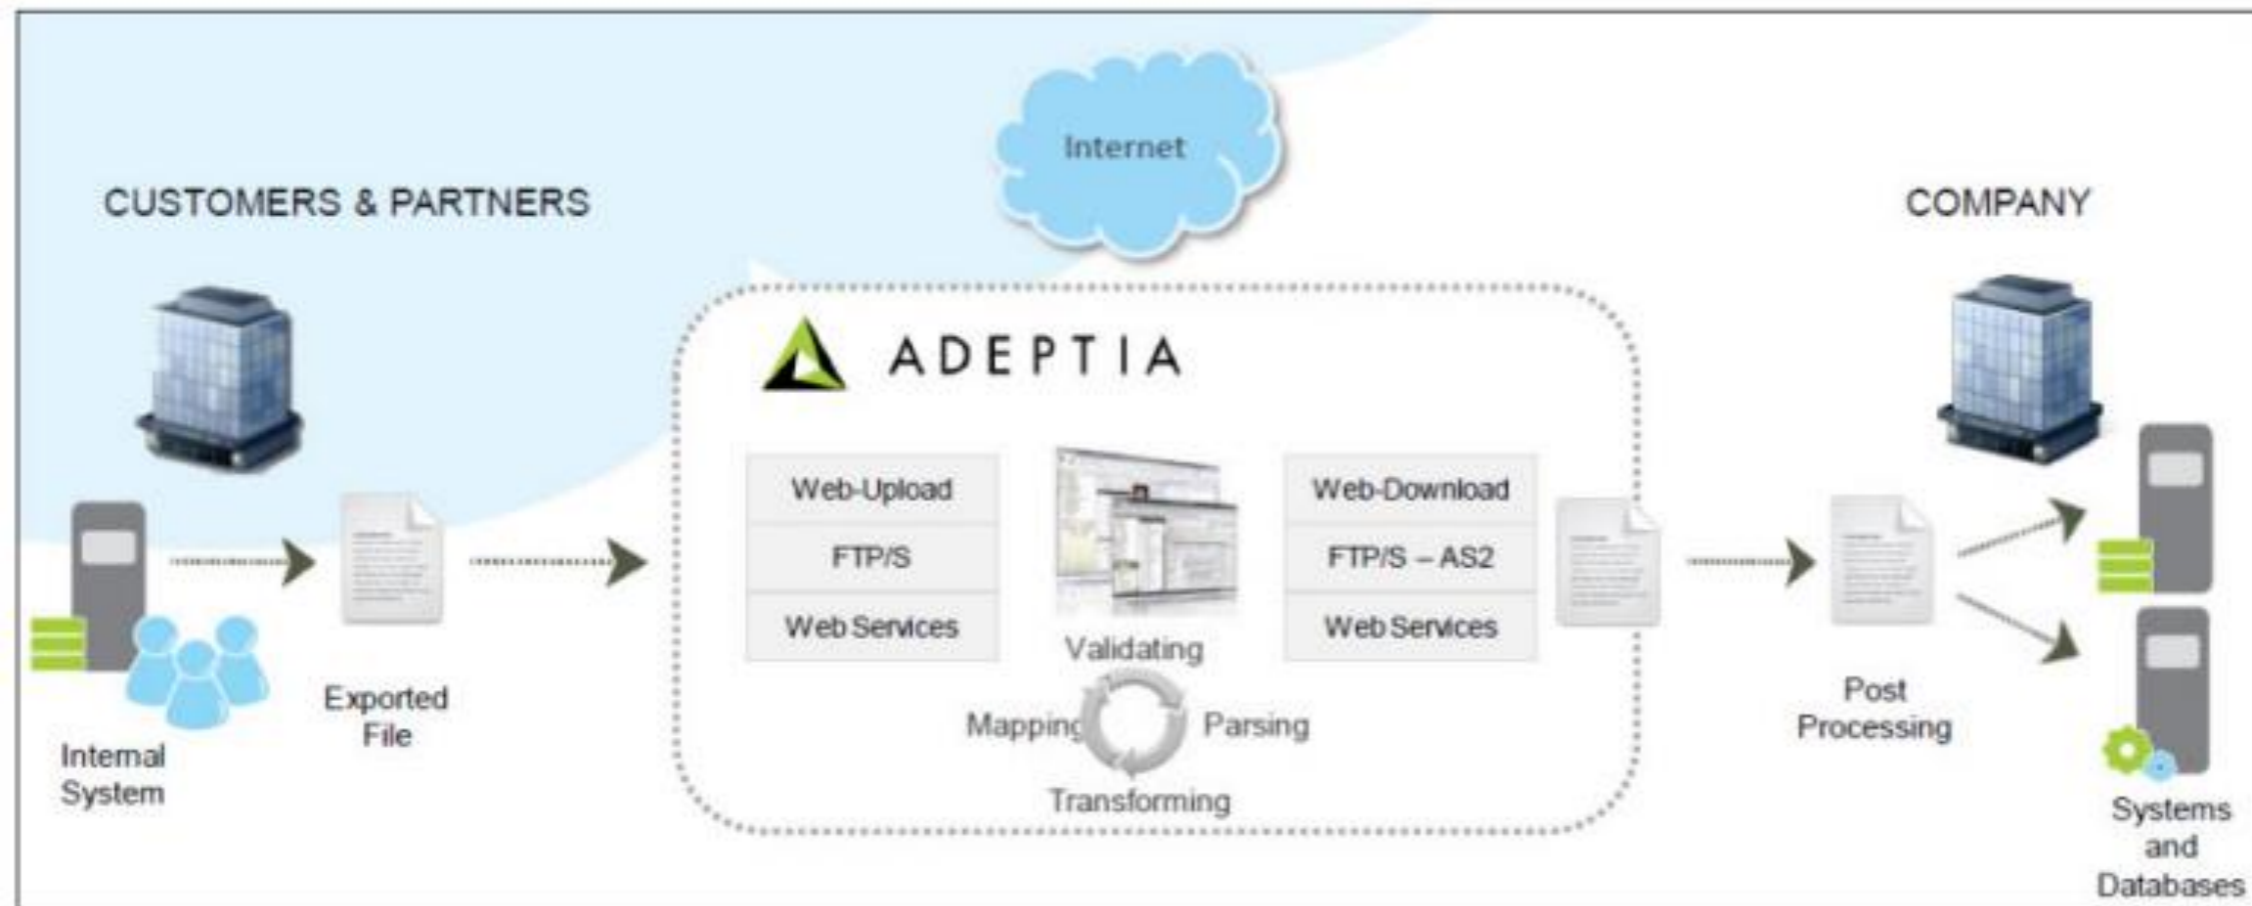 Internet
CUSTOMERS & PARTNERS
COMPANY
ADEPTIA
Web-Upload
FTP/S
Web Services
Web-Download
FTP/S – AS2
Web Services
Validating
Mapping
Parsing
Transforming
Internal
System
Exported
File
Post
Processing
Systems
and
Databases